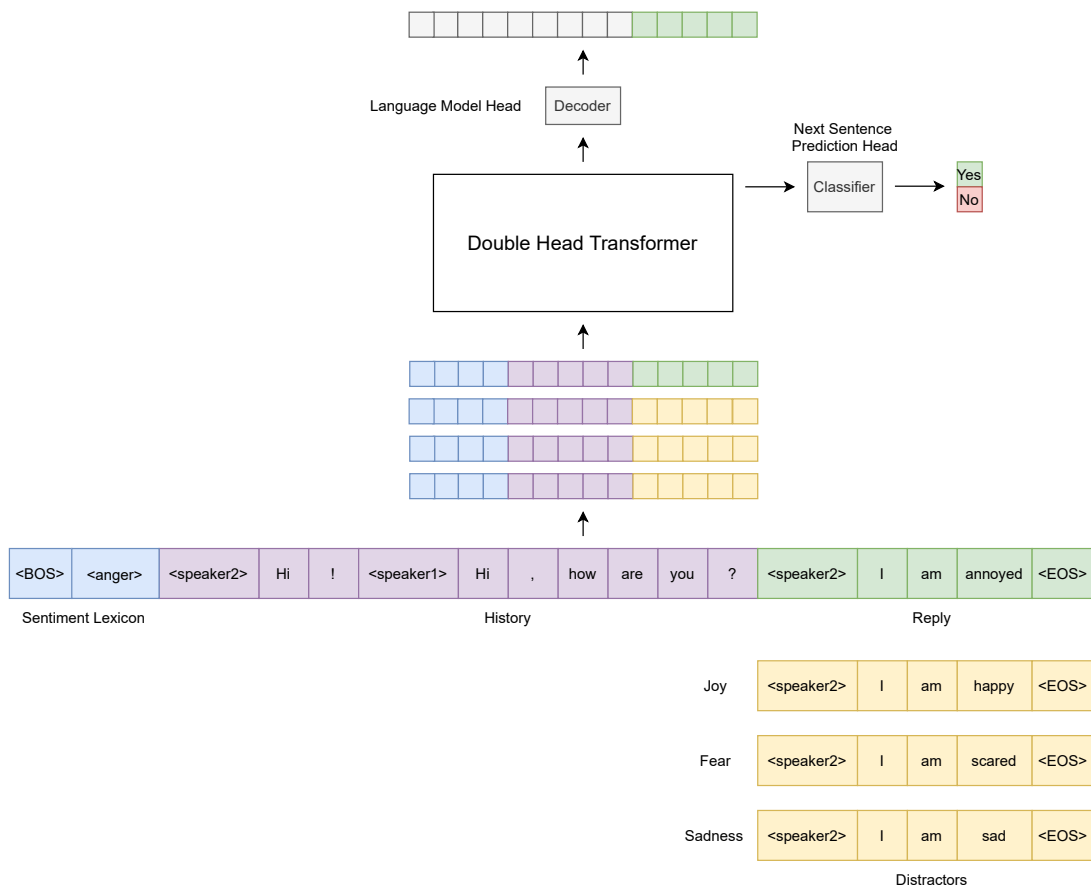 Language Model Head
Decoder
Next Sentence
Prediction Head
Classifier
Yes
No
Double Head Transformer
<BOS> <anger> <speaker2> Hi ! <speaker1> Hi , how are you ? <speaker2> I am annoyed <EOS>
Sentiment Lexicon History Reply
Joy <speaker2> I am happy <EOS>
Fear <speaker2> I am scared <EOS>
Sadness <speaker2> I am sad <EOS>
Distractors